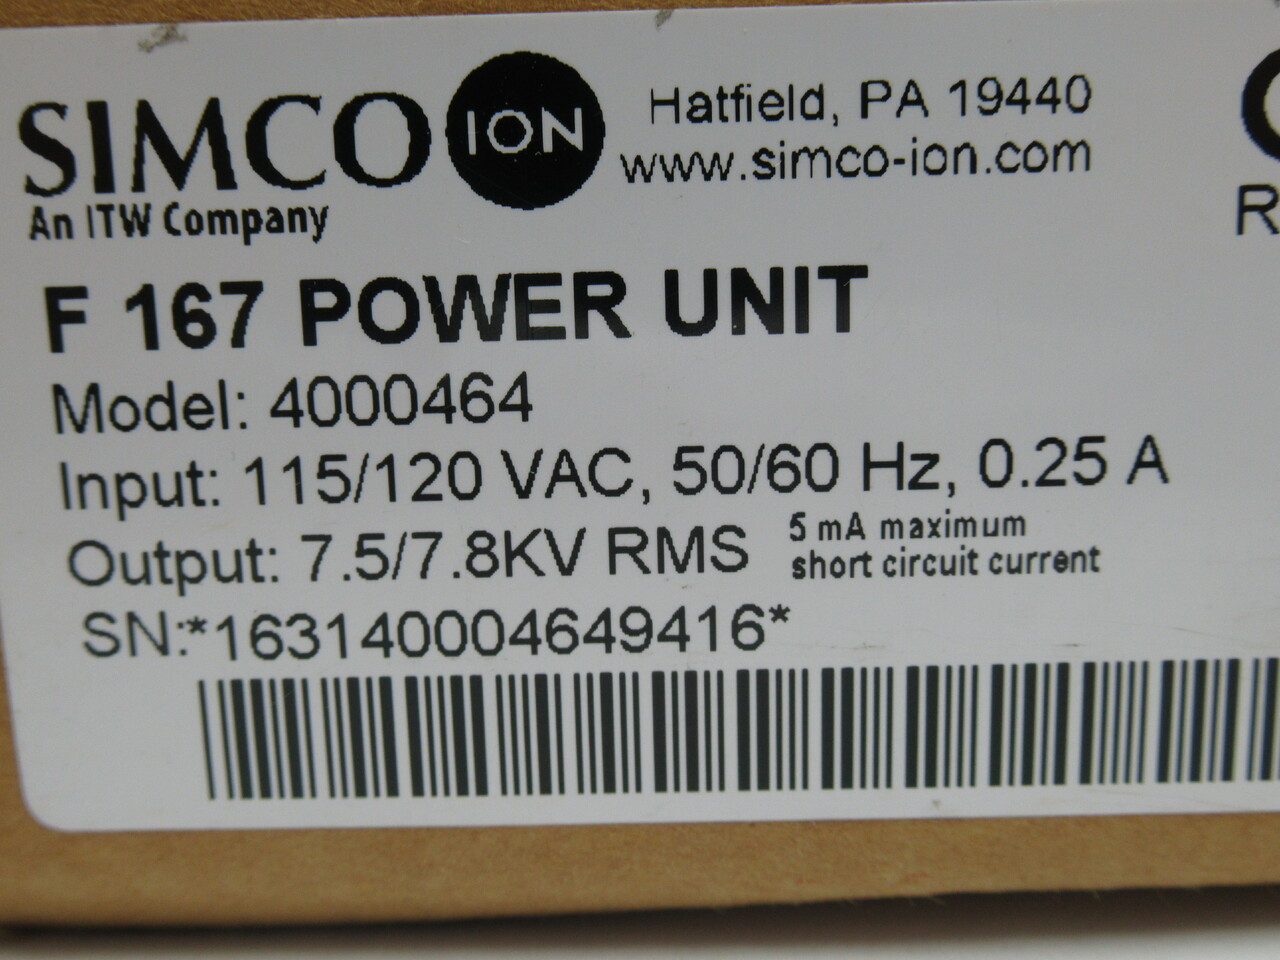 SIMCO ION
An ITW Company
Hatfield, PA 19440
www.simco-ion.com
F 167 POWER UNIT
Model: 4000464
Input: 115/120 VAC, 50/60 Hz, 0.25 A
Output: 7.5/7.8KV RMS
5 mA maximum
short circuit current
SN:*163140004649416*